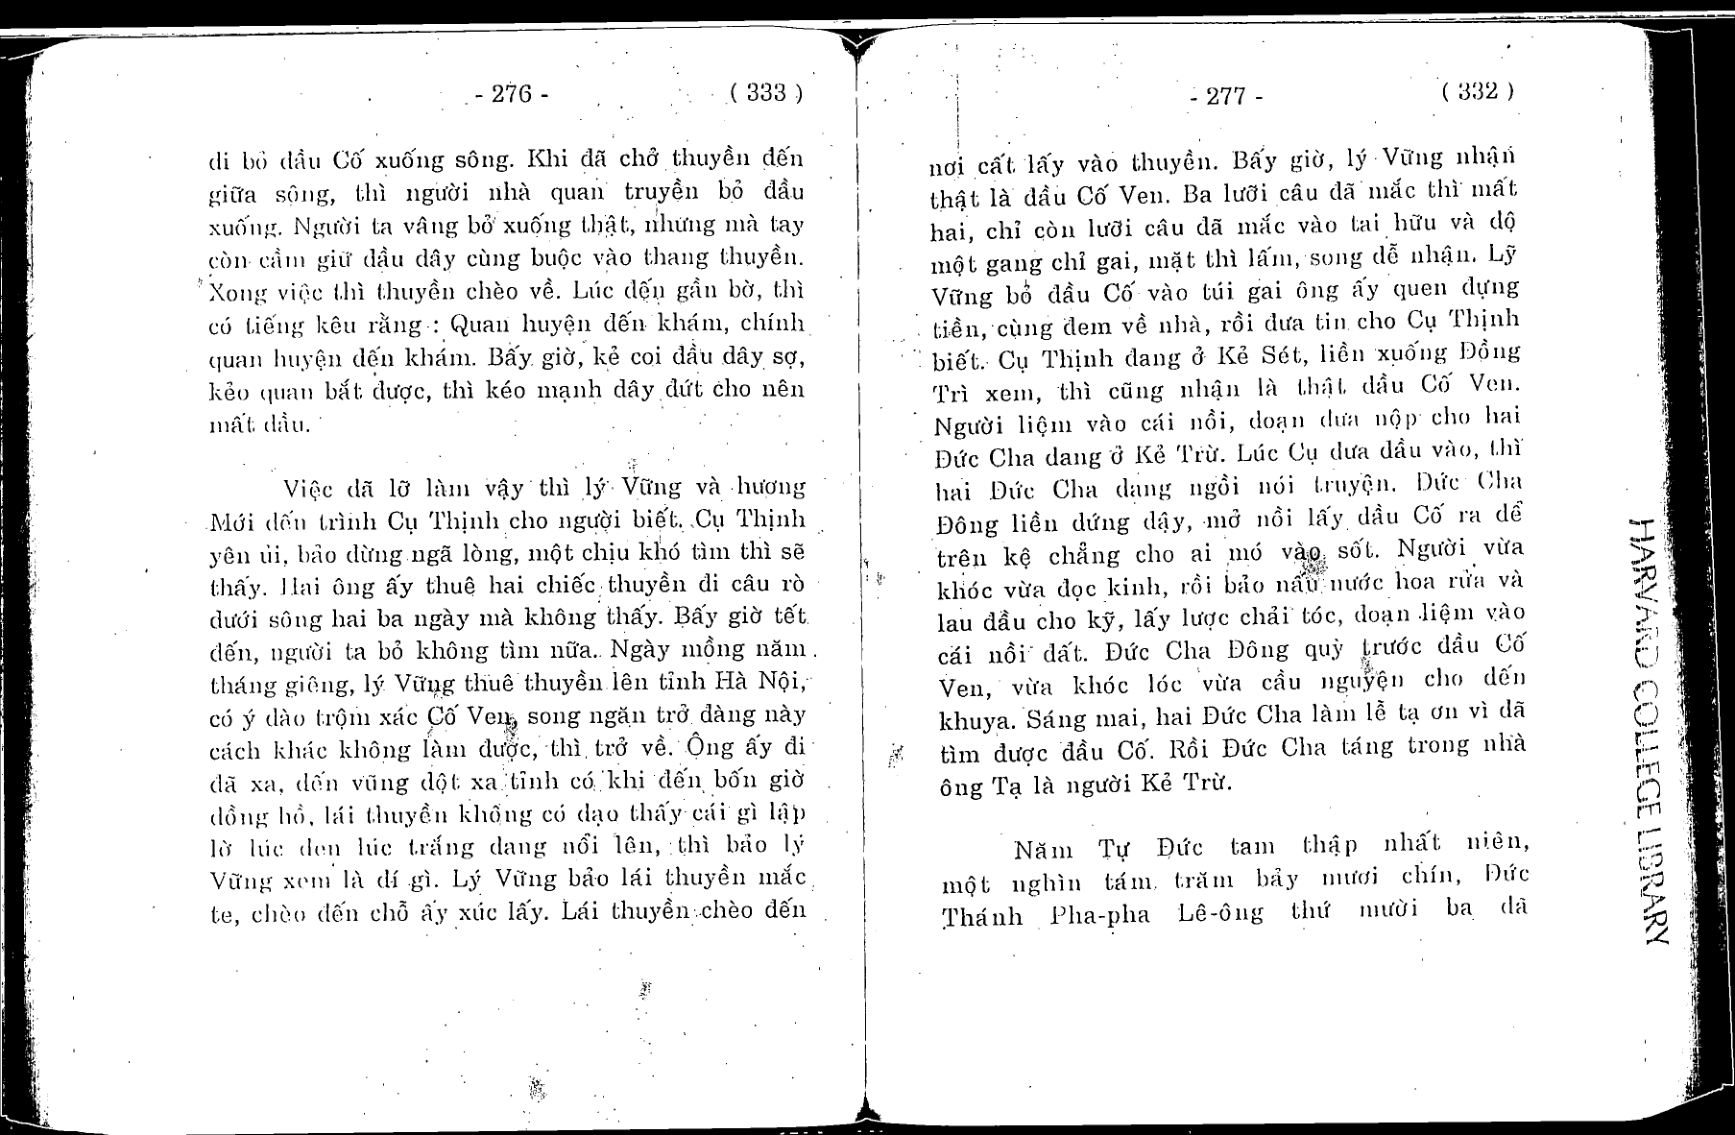 - 276 -
( 333 )
đi bỏ đầu Cố xuống sông. Khi đã chở thuyền đến
giữa sông, thì người nhà quan truyền bỏ đầu
xuống. Người ta vâng bở xuống thật, nhưng mà tay
còn cầm giữ đầu dây cùng buộc vào thang thuyền.
Xong việc thì thuyền chèo về. Lúc đến gần bờ, thì
có tiếng kêu rằng : Quan huyện đến khám, chính
quan huyện đến khám. Bấy giờ, kẻ coi đầu dây sợ,
kẻo quan bắt được, thì kéo mạnh dây đứt cho nên
mất đầu.
Việc đã lỡ làm vậy thì lý Vững và hương
Mới đến trình Cụ Thịnh cho người biết. Cụ Thịnh
yên ủi, bảo đừng ngã lòng, một chịu khó tìm thì sẽ
thấy. Hai ông ấy thuê hai chiếc thuyền đi câu rò
dưới sông hai ba ngày mà không thấy. Bấy giờ tết
đến, người ta bỏ không tìm nữa. Ngày mồng năm
tháng giêng, lý Vững thuê thuyền lên tỉnh Hà Nội,
có ý đào trộm xác Cố Ven, song ngăn trở đàng này
cách khác không làm được, thì trở về. Ông ấy đi
đã xa, đến vũng đột xa tỉnh có khi đến bốn giờ
đồng hồ, lái thuyền không có đạo thấy cái gì lập
lờ lúc đen lúc trắng đang nổi lên, thì bảo lý
Vững xem là dí gì. Lý Vững bảo lái thuyền mắc
te, chèo đến chỗ ấy xúc lấy. Lái thuyền chèo đến
- 277 -
( 332 )
nơi cất lấy vào thuyền. Bấy giờ, lý Vững nhận
thật là đầu Cố Ven. Ba lưỡi câu đã mắc thì mất
hai, chỉ còn lưỡi câu đã mắc vào tai hữu và độ
một gang chỉ gai, mặt thì lấm, song dễ nhận. Lỹ
Vững bỏ đầu Cố vào túi gai ông ấy quen đựng
tiền, cùng đem về nhà, rồi đưa tin cho Cụ Thịnh
biết. Cụ Thịnh đang ở Kẻ Sét, liền xuống Đồng
Trì xem, thì cũng nhận là thật đầu Cố Ven.
Người liệm vào cái nồi, đoạn đưa nộp cho hai
Đức Cha đang ở Kẻ Trừ. Lúc Cụ đưa đầu vào, thì
hai Đức Cha đang ngồi nói truyện. Đức Cha
Đông liền đứng dậy, mở nồi lấy đầu Cố ra để
trên kệ chẳng cho ai mó vào sốt. Người vừa
khóc vừa đọc kinh, rồi bảo nấu nước hoa rửa và
lau đầu cho kỹ, lấy lược chải tóc, đoạn liệm vào
cái nồi đất. Đức Cha Đông quỳ trước đầu Cố
Ven, vừa khóc lóc vừa cầu nguyện cho đến
khuya. Sáng mai, hai Đức Cha làm lễ tạ ơn vì đã
tìm được đầu Cố. Rồi Đức Cha táng trong nhà
ông Tạ là người Kẻ Trừ.
Năm Tự Đức tam thập nhất niên,
một nghìn tám trăm bảy mươi chín, Đức
Thánh Pha-pha Lê-ông thứ mười ba đã
HARVARD COLLEGE LIBRARY